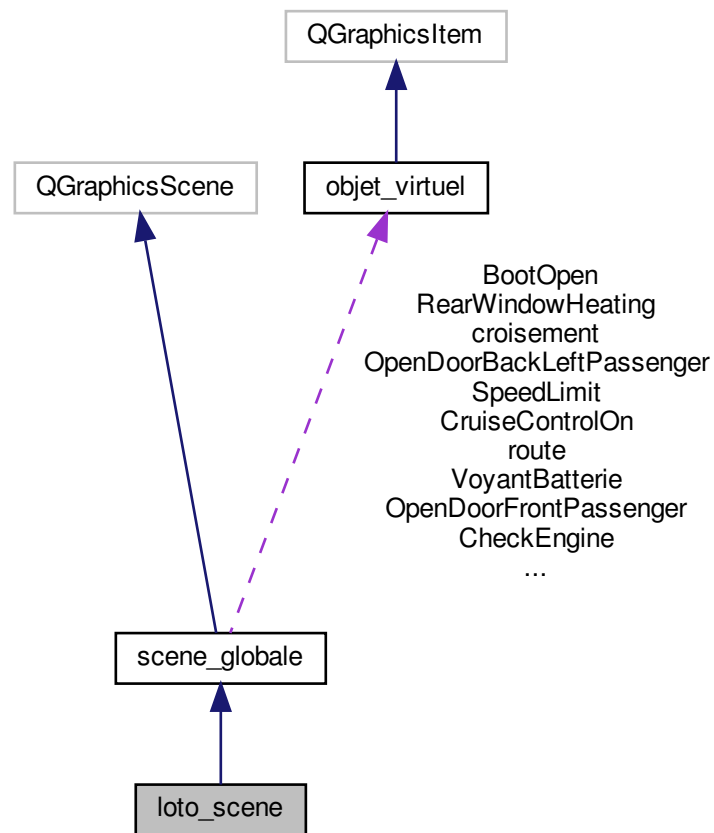 QGraphicsItem
QGraphicsScene
objet_virtuel
BootOpen
RearWindowHeating
croisement
OpenDoorBackLeftPassenger
SpeedLimit
CruiseControlOn
route
VoyantBatterie
OpenDoorFrontPassenger
CheckEngine
...
scene_globale
loto_scene